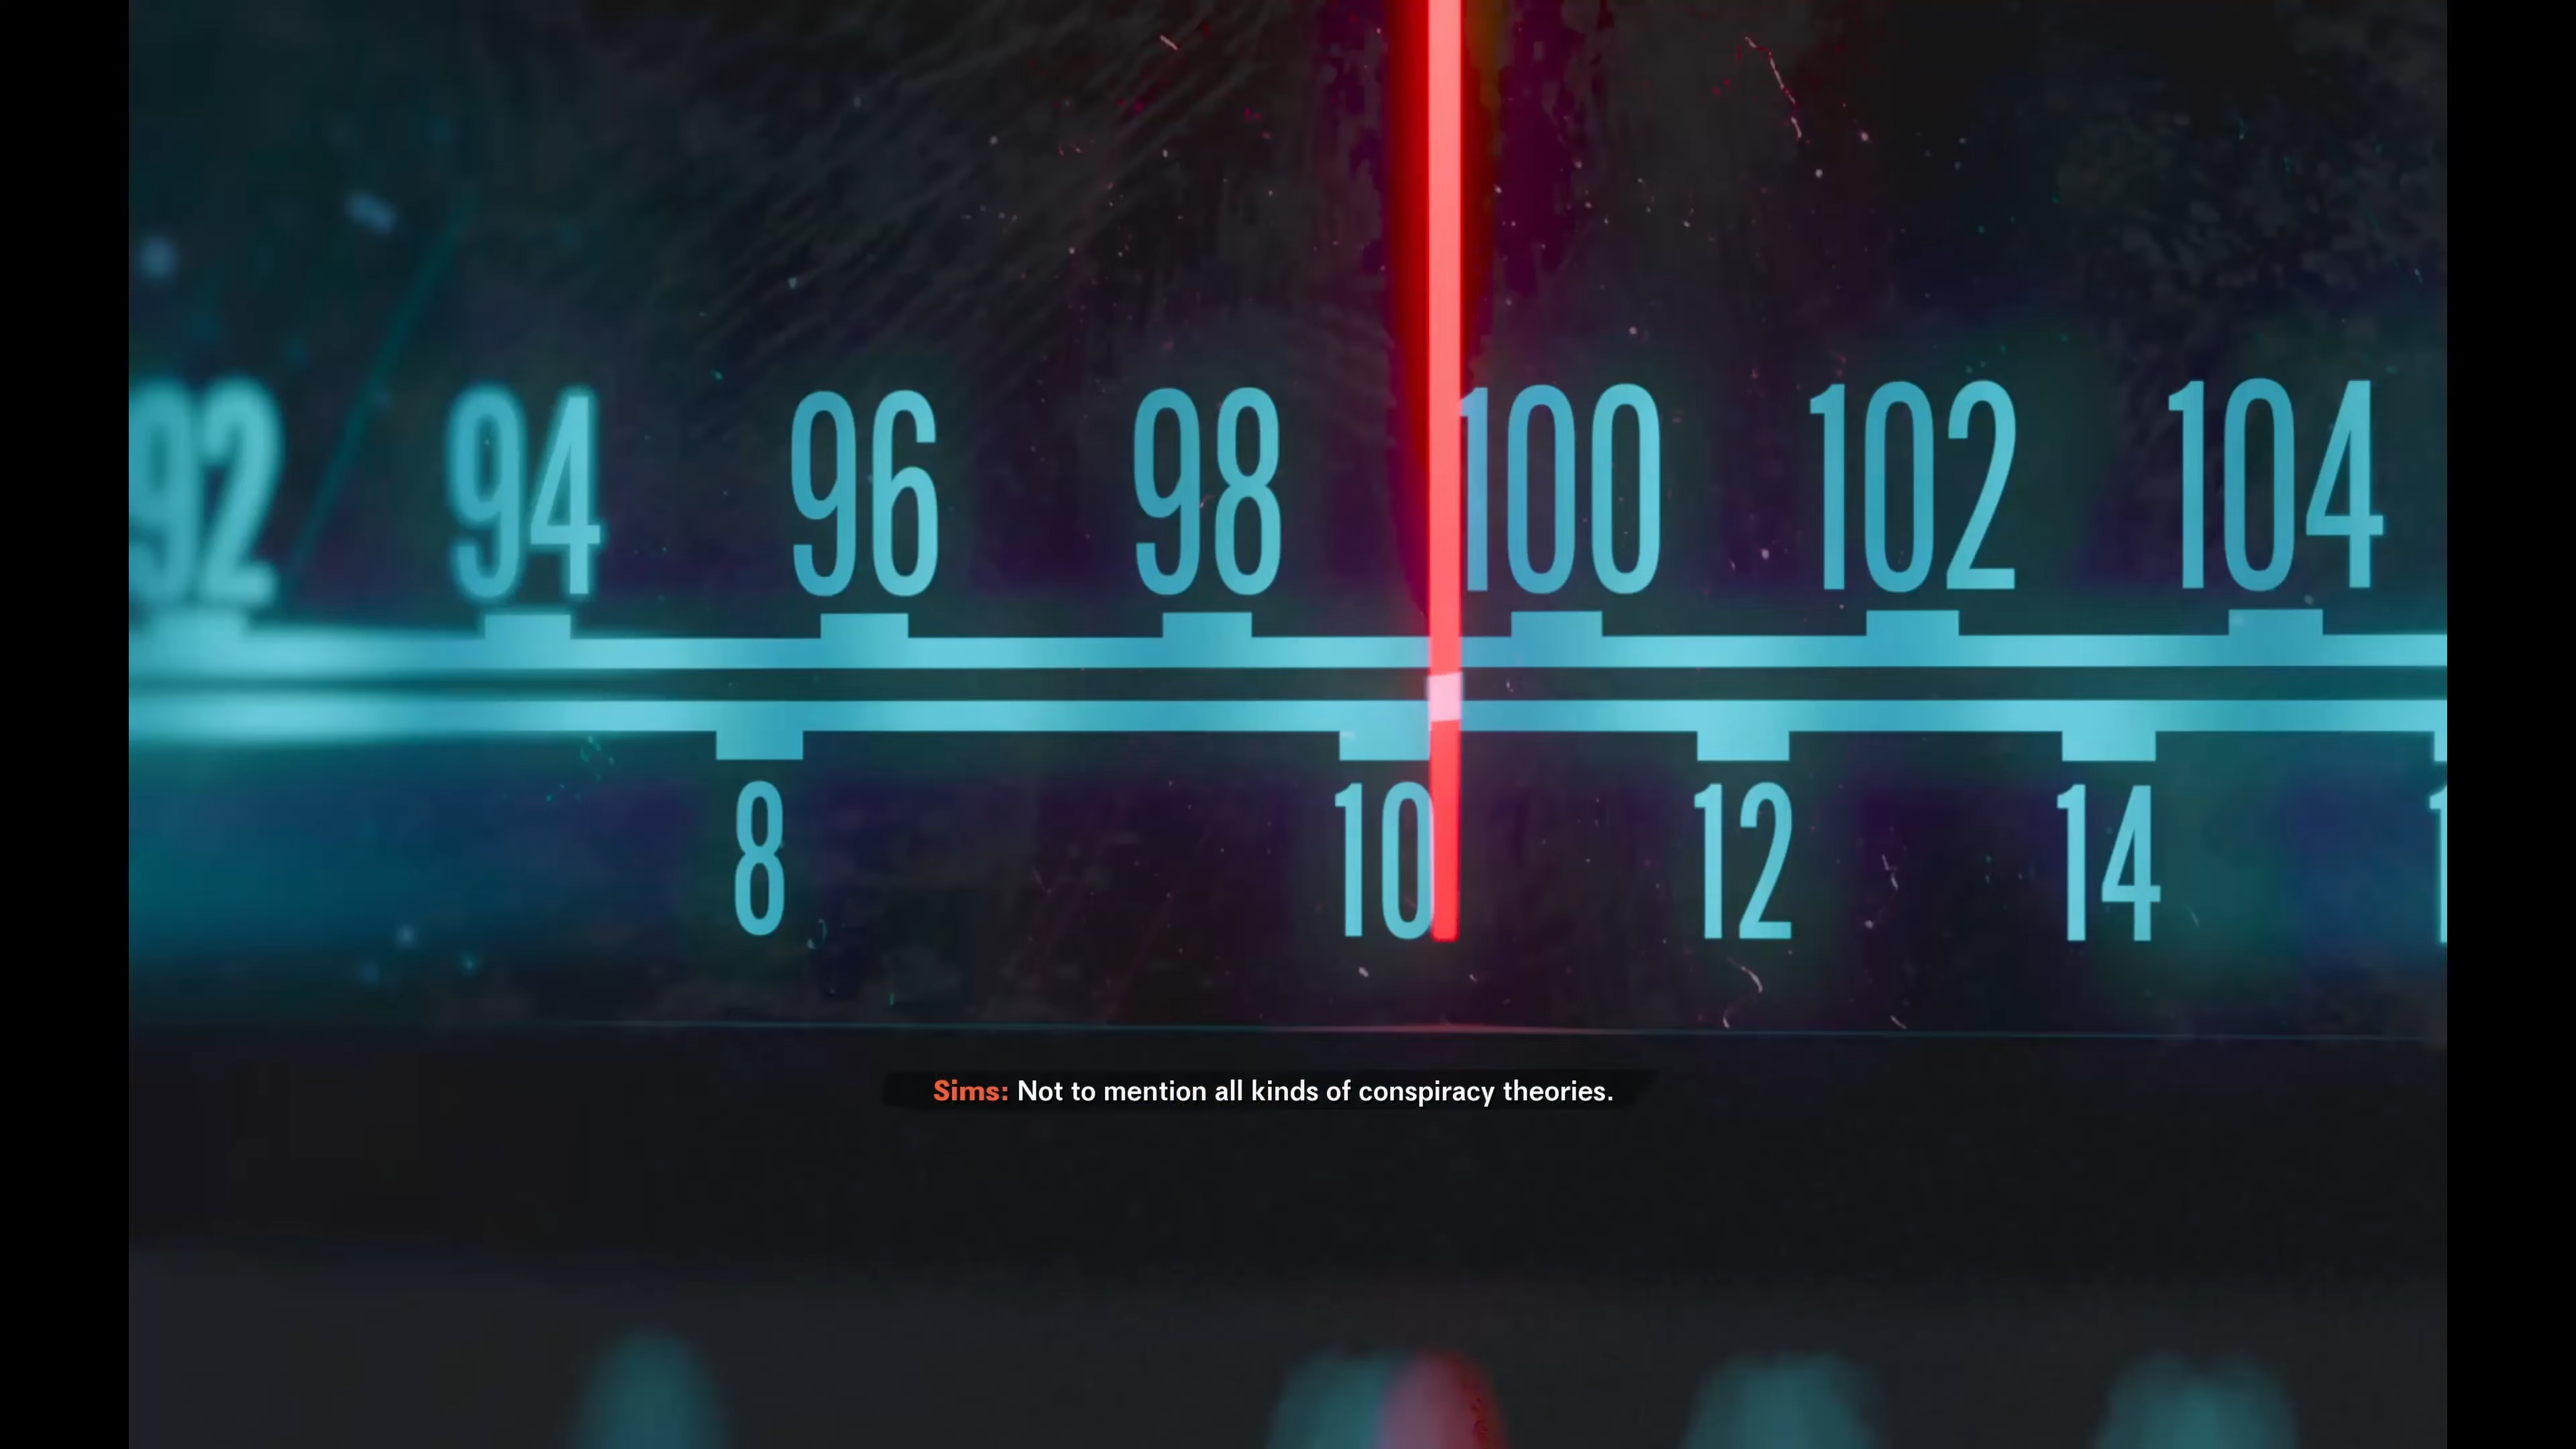 92 94 96 98 100 102 104
8 10 12 14
Sims: Not to mention all kinds of conspiracy theories.